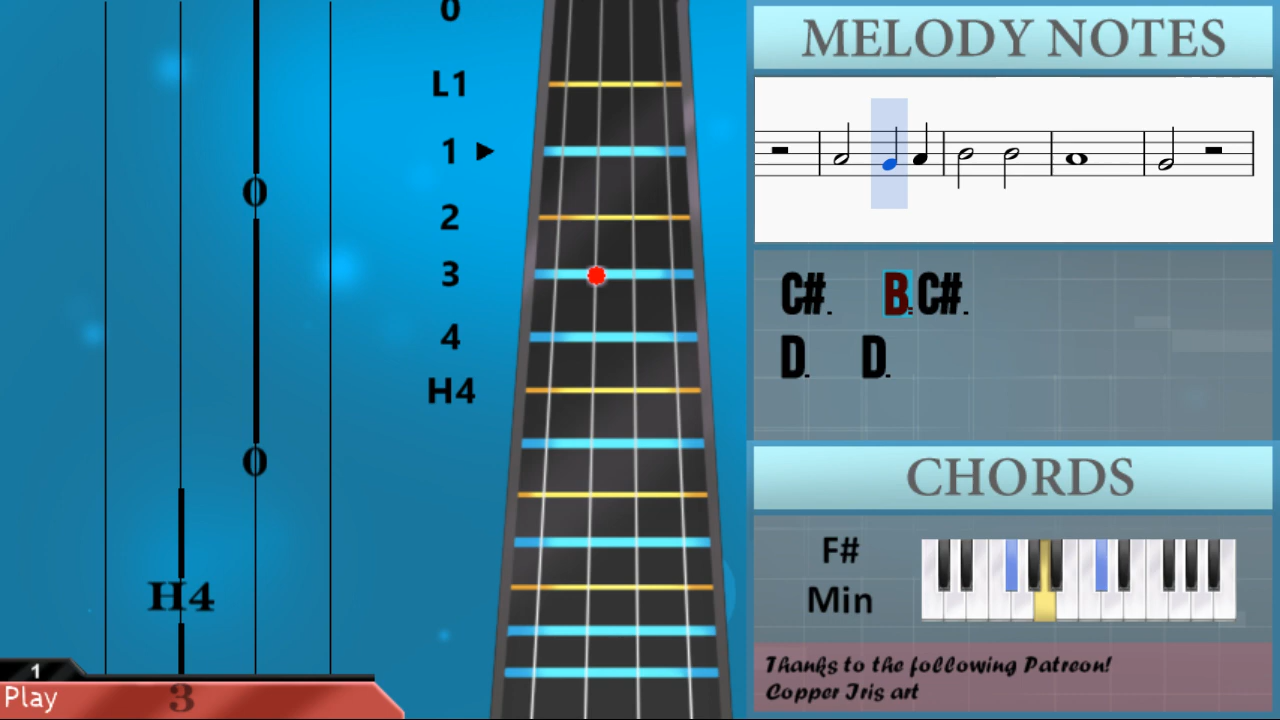 0
0
H4
1
Play
3
0
L1
1
2
3
4
H4
MELODY NOTES
C#. B. C#.
D. D.
CHORDS
F#
Min
Thanks to the following Patreon!
Copper Iris art